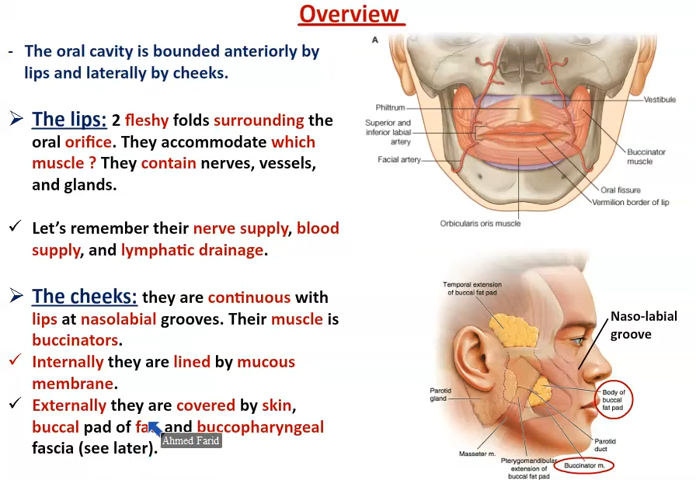 Overview
- The oral cavity is bounded anteriorly by
lips and laterally by cheeks.
➢ The lips: 2 fleshy folds surrounding the
oral orifice. They accommodate which
muscle ? They contain nerves, vessels,
and glands.
✓ Let's remember their nerve supply, blood
supply, and lymphatic drainage.
➢ The cheeks: they are continuous with
lips at nasolabial grooves. Their muscle is
buccinators.
✓ Internally they are lined by mucous
membrane.
✓ Externally they are covered by skin,
buccal pad of and buccopharyngeal
fascia (see later).
Ahmed Farid
A
Philtrum
Superior and
inferior labial
artery
Facial artery
Vestibule
Buccinator
muscle
Oral fissure
Vermilion border of lip
Orbicularis oris muscle
Temporal extension
of buccal fat pad
Naso-labial
groove
Parotid
gland
Body of
buccal
fat pad
Parotid
duct
Masseter m.
Pterygomandibular
extension of
buccal fat pad
Buccinator m.